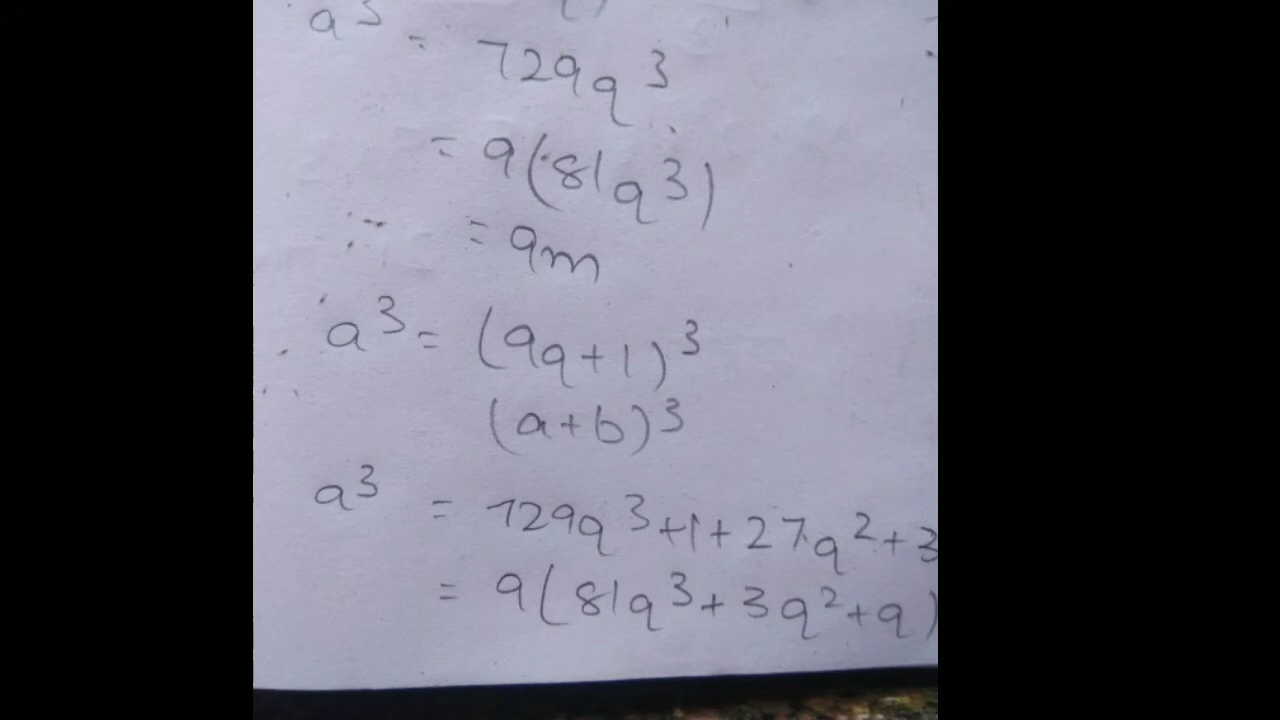 a³ = 729q³
= 9(81q³)
= 9m
a³ = (9q+1)³
(a+b)³
a³ = 729q³+1+27q²+3
= 9(81q³+3q²+q)